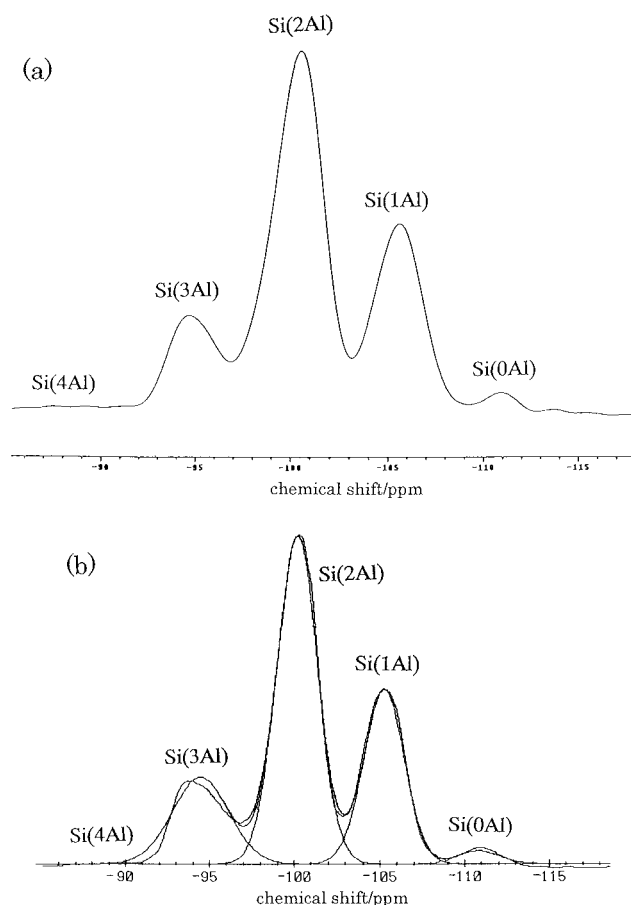 (a)
Si(2Al)
Si(1Al)
Si(3Al)
Si(4Al)
Si(0Al)
-90 -95 -100 -105 -110 -115
chemical shift/ppm
(b)
Si(2Al)
Si(1Al)
Si(3Al)
Si(4Al)
Si(0Al)
-90 -95 -100 -105 -110 -115
chemical shift/ppm